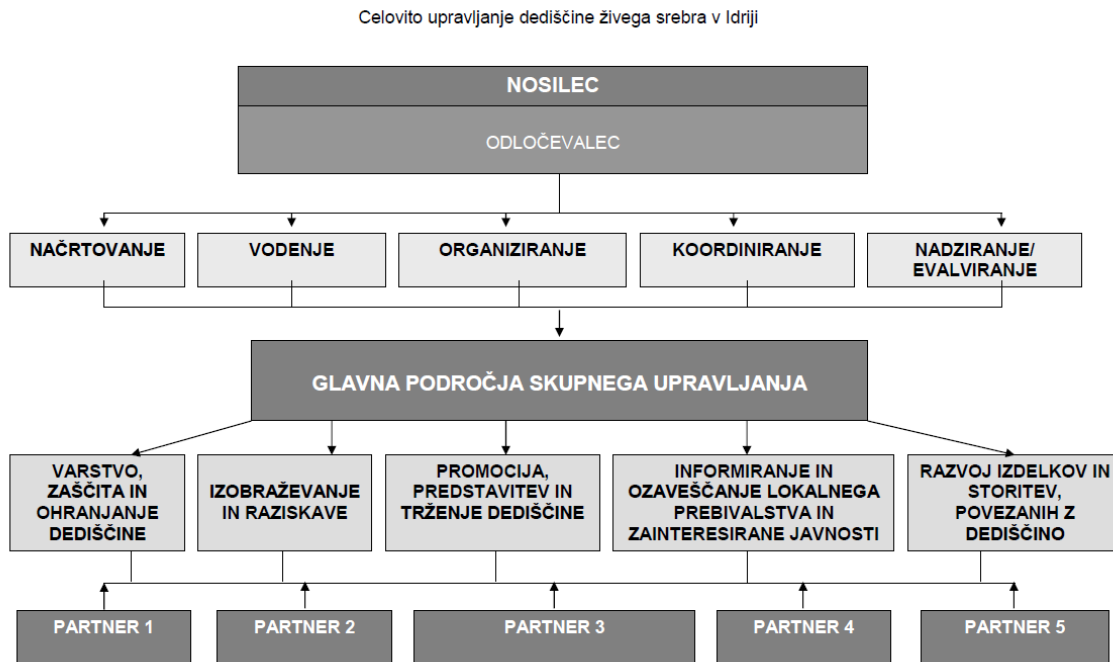 Celovito upravljanje dediščine živega srebra v Idriji
NOSILEC
ODLOČEVALEC
NAČRTOVANJE
VODENJE
ORGANIZIRANJE
KOORDINIRANJE
NADZIRANJE/
EVALVIRANJE
GLAVNA PODROČJA SKUPNEGA UPRAVLJANJA
VARSTVO,
ZAŠČITA IN
OHRANJANJE
DEDIŠČINE
IZOBRAŽEVANJE
IN RAZISKAVE
PROMOCIJA,
PREDSTAVITEV IN
TRŽENJE DEDIŠČINE
INFORMIRANJE IN
OZAVEŠČANJE LOKALNEGA
PREBIVALSTVA IN
ZAINTERESIRANE JAVNOSTI
RAZVOJ IZDELKOV IN
STORITEV,
POVEZANIH Z
DEDIŠČINO
PARTNER 1
PARTNER 2
PARTNER 3
PARTNER 4
PARTNER 5